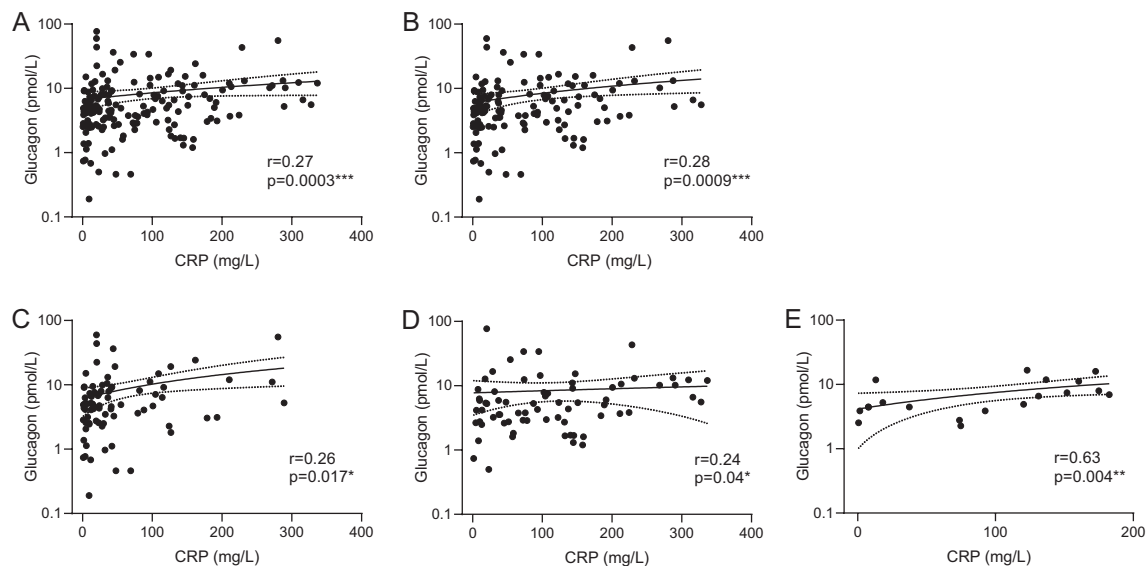 A
Glucagon (pmol/L)
100
10
1
0.1
r=0.27
p=0.0003***
0 100 200 300 400
CRP (mg/L)
B
Glucagon (pmol/L)
100
10
1
0.1
r=0.28
p=0.0009***
0 100 200 300 400
CRP (mg/L)
C
Glucagon (pmol/L)
100
10
1
0.1
r=0.26
p=0.017*
0 100 200 300 400
CRP (mg/L)
D
Glucagon (pmol/L)
100
10
1
0.1
r=0.24
p=0.04*
0 100 200 300 400
CRP (mg/L)
E
Glucagon (pmol/L)
100
10
1
0.1
r=0.63
p=0.004**
0 100 200
CRP (mg/L)